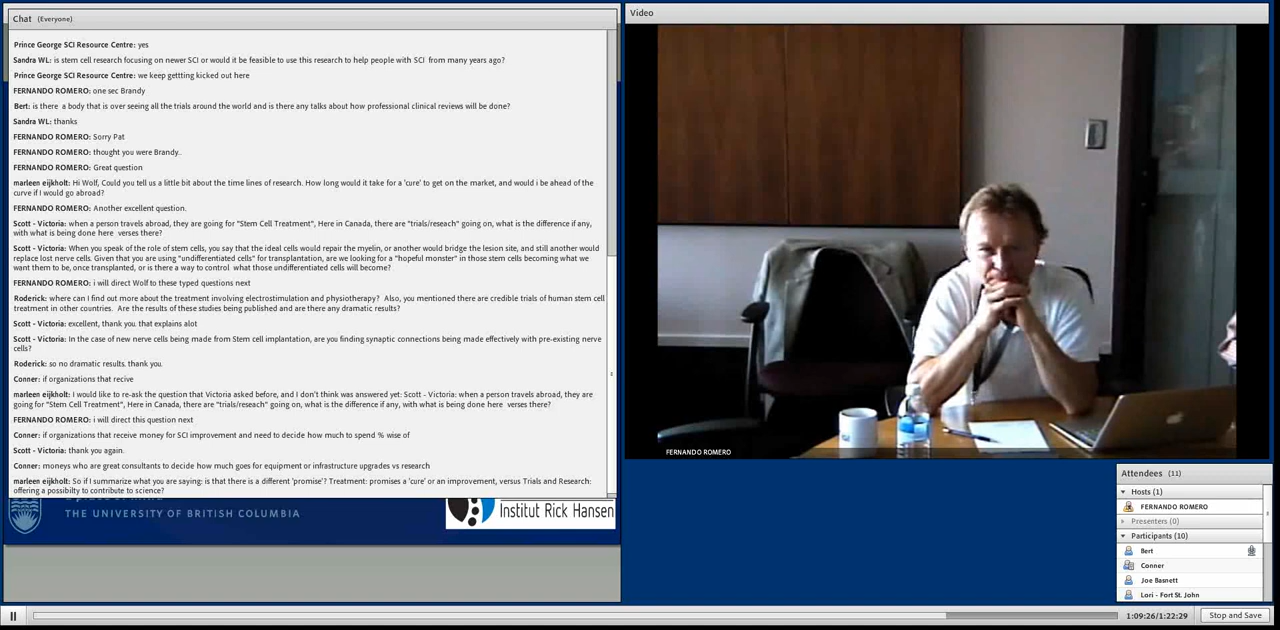 Chat (Everyone)
Prince George SCI Resource Centre: yes
Sandra WL: is stem cell research focusing on newer SCI or would it be feasible to use this research to help people with SCI from many years ago?
Prince George SCI Resource Centre: we keep gettting kicked out here
FERNANDO ROMERO: one sec Brandy
Bert: is there a body that is over seeing all the trials around the world and is there any talks about how professional clinical reviews will be done?
Sandra WL: thanks
FERNANDO ROMERO: Sorry Pat
FERNANDO ROMERO: thought you were Brandy..
FERNANDO ROMERO: Great question
marleen eijkholt: Hi Wolf, Could you tell us a little bit about the time lines of research. How long would it take for a 'cure' to get on the market, and would i be ahead of the
curve if I would go abroad?
FERNANDO ROMERO: Another excellent question.
Scott - Victoria: when a person travels abroad, they are going for "Stem Cell Treatment", Here in Canada, there are "trials/reseach" going on, what is the difference if any,
with what is being done here verses there?
Scott - Victoria: When you speak of the role of stem cells, you say that the ideal cells would repair the myelin, or another would bridge the lesion site, and still another would
replace lost nerve cells. Given that you are using "undifferentiated cells" for transplantation, are we looking for a "hopeful monster" in those stem cells becoming what we
want them to be, once transplanted, or is there a way to control what those undifferentiated cells will become?
FERNANDO ROMERO: i will direct Wolf to these typed questions next
Roderick: where can I find out more about the treatment involving electrostimulation and physiotherapy? Also, you mentioned there are credible trials of human stem cell
treatment in other countries. Are the results of these studies being published and are there any dramatic results?
Scott - Victoria: excellent, thank you. that explains alot
Scott - Victoria: In the case of new nerve cells being made from Stem cell implantation, are you finding synaptic connections being made effectively with pre-existing nerve
cells?
Roderick: so no dramatic results. thank you.
Conner: if organizations that recive
marleen eijkholt: I would like to re-ask the question that Victoria asked before, and I don't think was answered yet: Scott - Victoria: when a person travels abroad, they are
going for "Stem Cell Treatment", Here in Canada, there are "trials/reseach" going on, what is the difference if any, with what is being done here verses there?
FERNANDO ROMERO: i will direct this question next
Conner: if organizations that receive money for SCI improvement and need to decide how much to spend % wise of
Scott - Victoria: thank you again.
Conner: moneys who are great consultants to decide how much goes for equipment or infrastructure upgrades vs research
marleen eijkholt: So if I summarize what you are saying: is that there is a different 'promise'? Treatment: promises a 'cure' or an improvement, versus Trials and Research:
offering a possibilty to contribute to science?
THE UNIVERSITY OF BRITISH COLUMBIA
Institut Rick Hansen
Video
FERNANDO ROMERO
Attendees (11)
Hosts (1)
FERNANDO ROMERO
Presenters (0)
Participants (10)
Bert
Conner
Joe Basnett
Lori - Fort St. John
1:09:26/1:22:29
Stop and Save